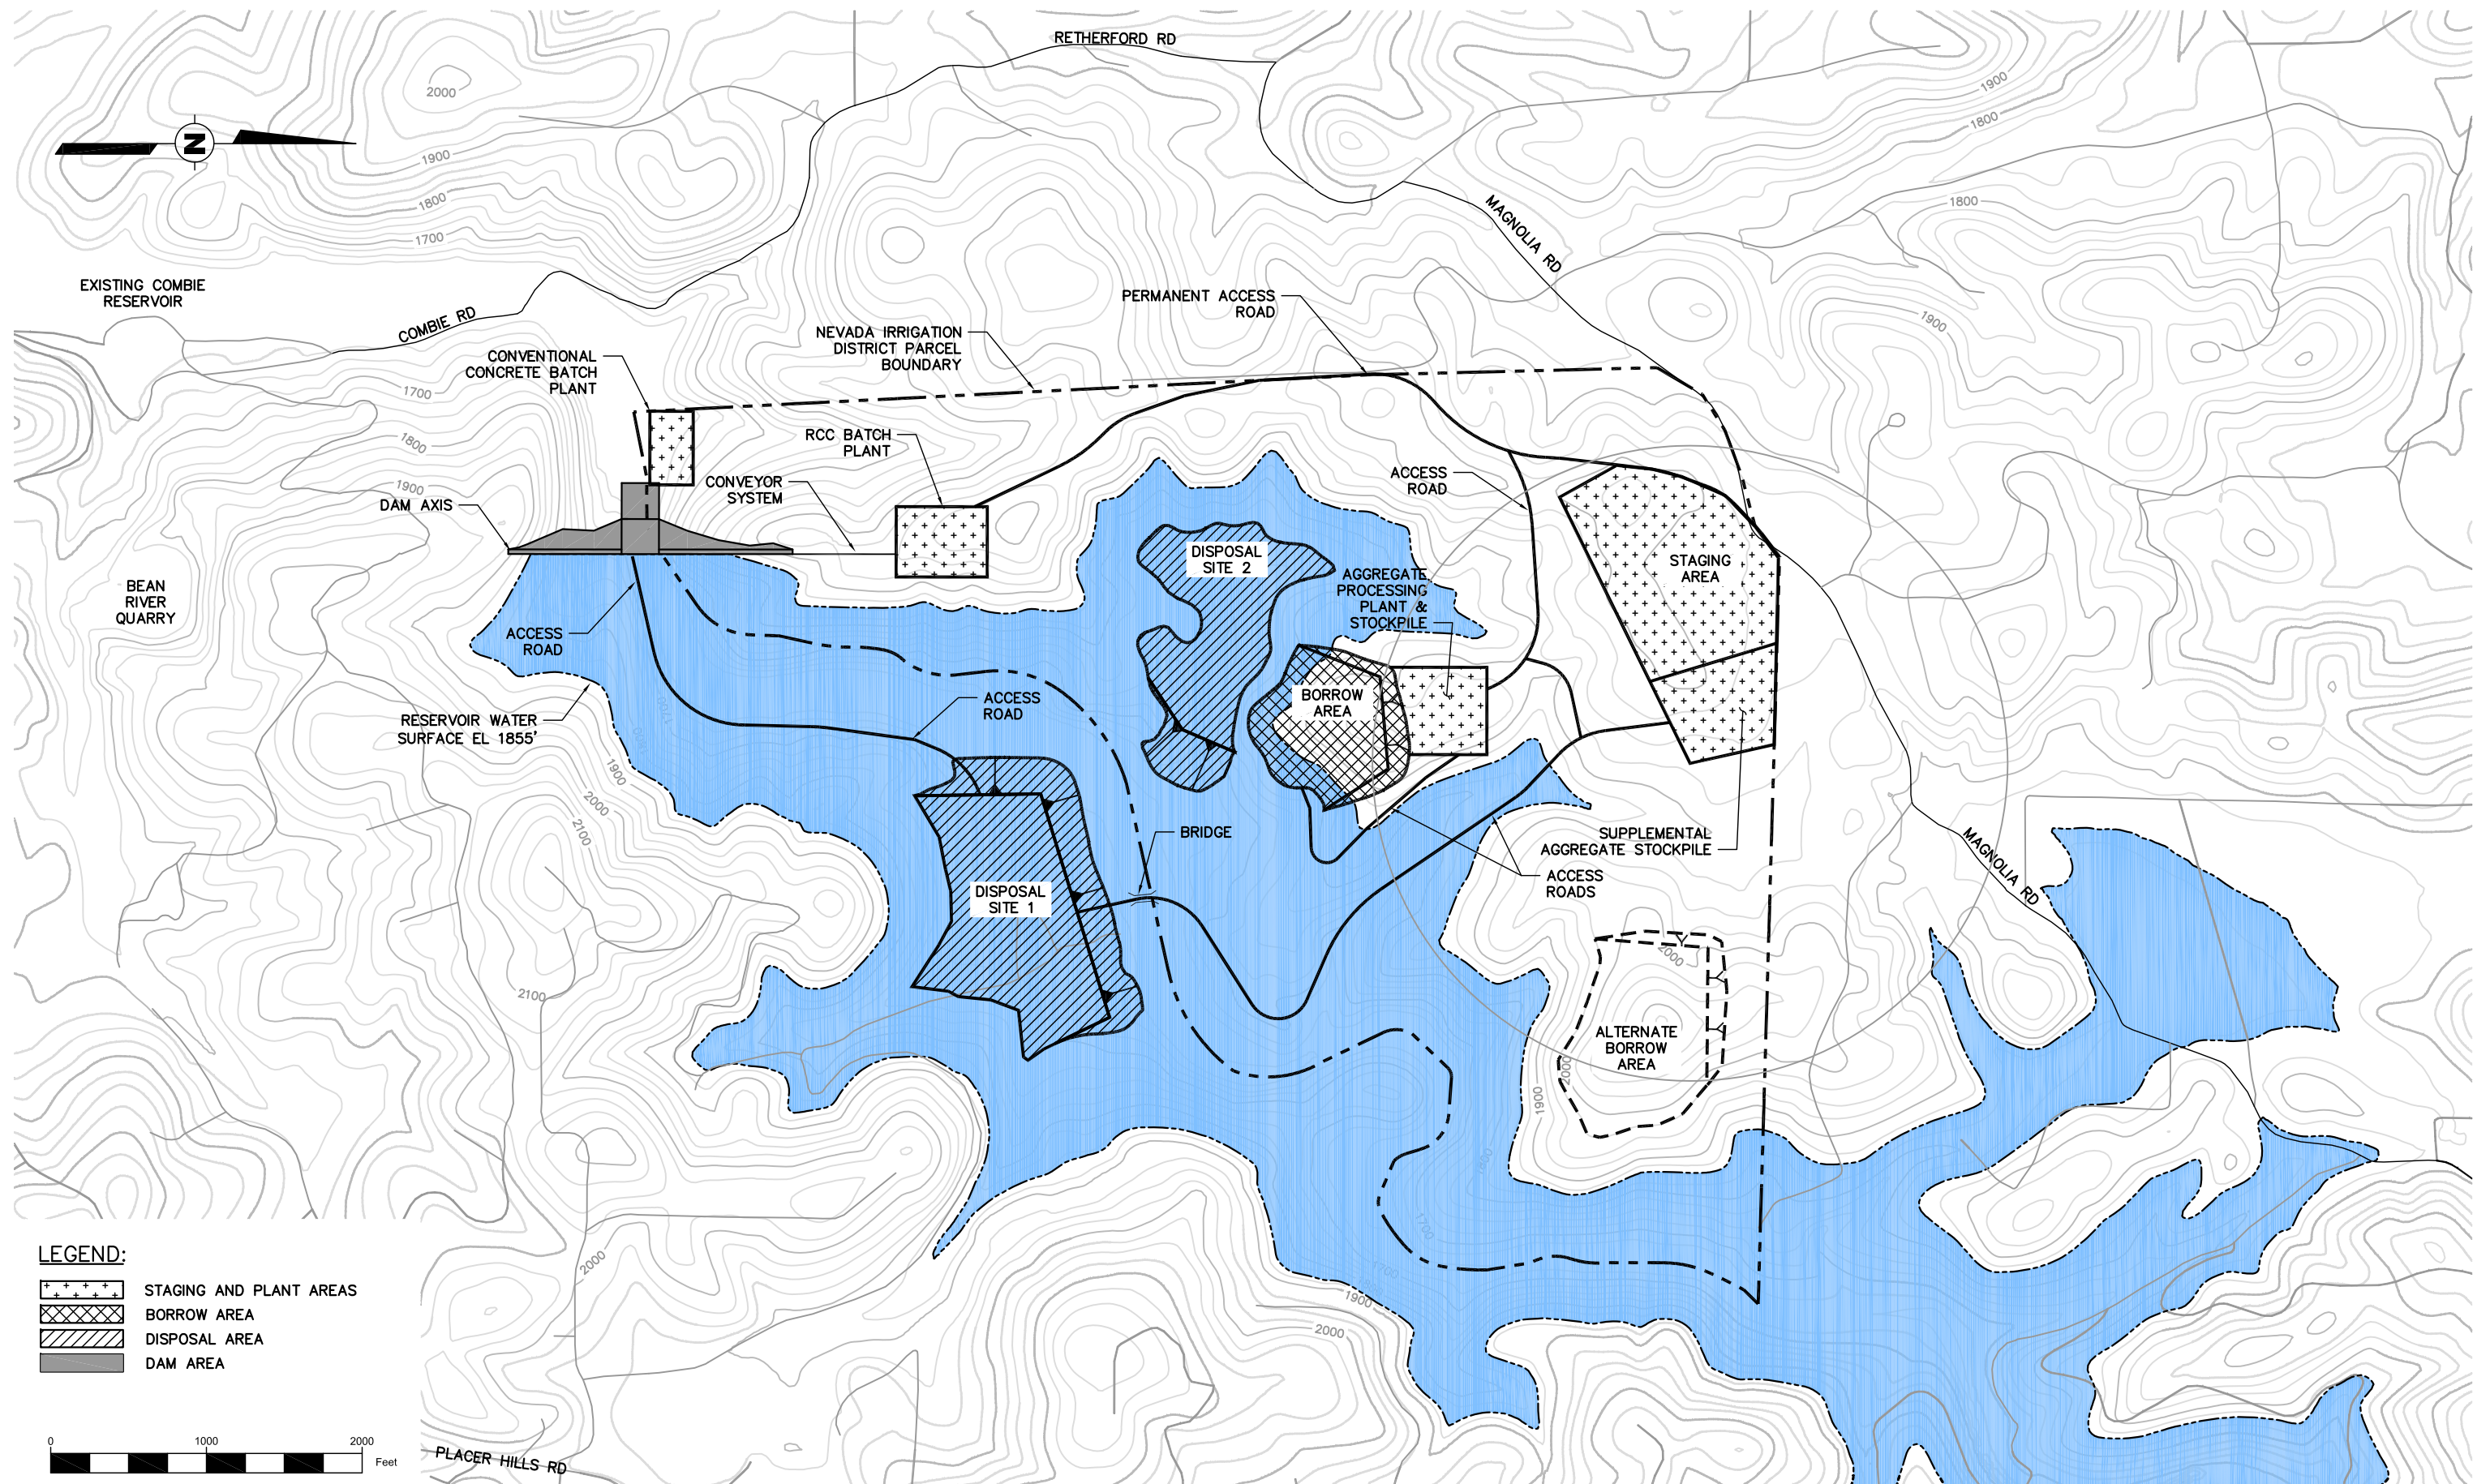 RETHERFORD RD
2000
1900
1800
1700
N
1900
1800
1800
1900
MAGNOLIA RD
EXISTING COMBIE
RESERVOIR
COMBIE RD
PERMANENT ACCESS
ROAD
NEVADA IRRIGATION
DISTRICT PARCEL
BOUNDARY
CONVENTIONAL
CONCRETE BATCH
PLANT
1700
1800
1900
RCC BATCH
PLANT
CONVEYOR
SYSTEM
DAM AXIS
ACCESS
ROAD
DISPOSAL
SITE 2
AGGREGATE
PROCESSING
PLANT &
STOCKPILE
STAGING
AREA
BEAN
RIVER
QUARRY
ACCESS
ROAD
ACCESS
ROAD
BORROW
AREA
RESERVOIR WATER
SURFACE EL 1855'
1700
1900
2000
2100
BRIDGE
SUPPLEMENTAL
AGGREGATE STOCKPILE
MAGNOLIA RD
ACCESS
ROADS
DISPOSAL
SITE 1
2000
2100
ALTERNATE
BORROW
AREA
2000
1900
1700
1700
1900
2000
2000
LEGEND:
STAGING AND PLANT AREAS
BORROW AREA
DISPOSAL AREA
DAM AREA
0 1000 2000
Feet
PLACER HILLS RD